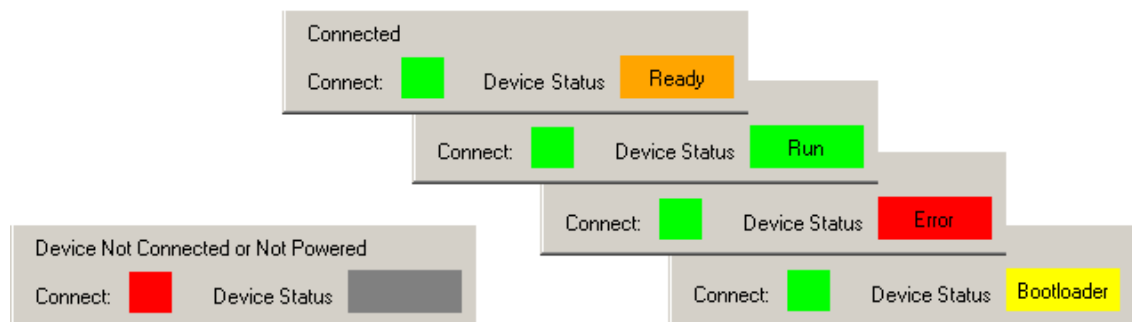 Connected
Connect: Device Status Ready
Connect: Device Status Run
Connect: Device Status Error
Device Not Connected or Not Powered
Connect: Device Status
Connect: Device Status Bootloader